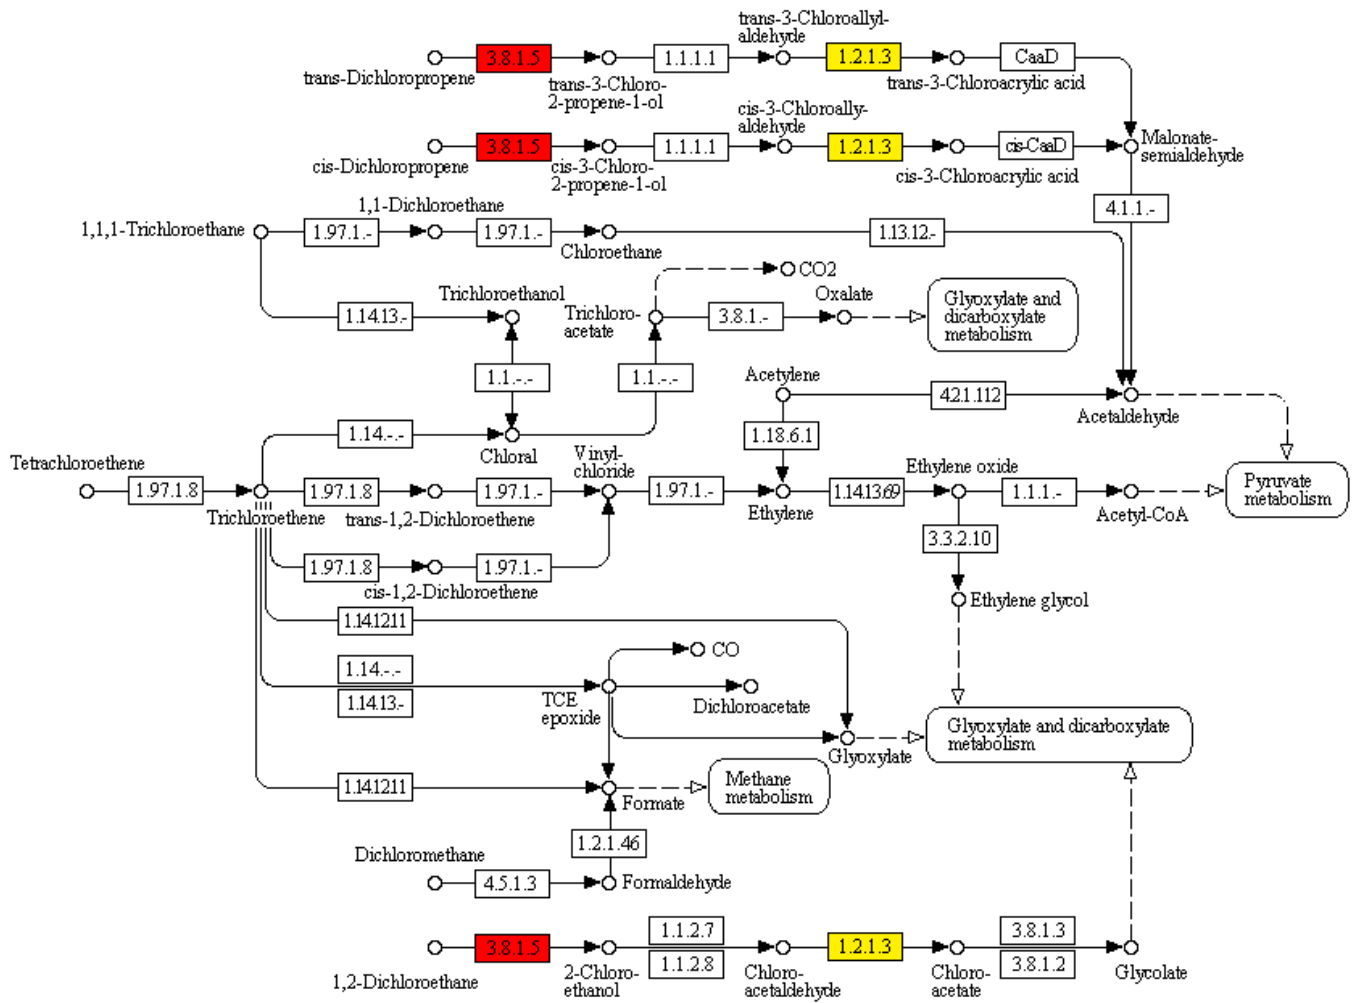 trans-3-Chloroallyl-
aldehyde
3.8.1.5
1.1.1.1
1.2.1.3
CaaD
trans-Dichloropropene
trans-3-Chloro-
2-propene-1-ol
trans-3-Chloroacrylic acid
cis-3-Chloroally-
aldehyde
3.8.1.5
1.1.1.1
1.2.1.3
cis-CaaD
Malonate-
semialdehyde
cis-Dichloropropene
cis-3-Chloro-
2-propene-1-ol
cis-3-Chloroacrylic acid
4.1.1.-
1,1-Dichloroethane
1,1,1-Trichloroethane
1.97.1.-
1.97.1.-
1.13.12.-
Chloroethane
CO2
Trichloroethanol
Trichloro-
acetate
Oxalate
Glyoxylate and
dicarboxylate
metabolism
1.14.13.-
3.8.1.-
1.1.-.-
1.1.-.-
Acetylene
4.2.1.112
Acetaldehyde
1.14.-.-
1.18.6.1
Chloral
Vinyl-
chloride
Tetrachloroethene
Ethylene oxide
1.97.1.8
1.97.1.8
1.97.1.-
1.97.1.-
1.14.13.69
1.1.1.-
Pyruvate
metabolism
Trichloroethene
trans-1,2-Dichloroethene
Ethylene
Acetyl-CoA
3.3.2.10
1.97.1.8
1.97.1.-
cis-1,2-Dichloroethene
Ethylene glycol
1.14.12.11
CO
1.14.-.-
1.14.13.-
TCE
epoxide
Dichloroacetate
Glyoxylate
Glyoxylate and dicarboxylate
metabolism
1.14.12.11
Formate
Methane
metabolism
1.2.1.46
Dichloromethane
4.5.1.3
Formaldehyde
1.1.2.7
3.8.1.3
3.8.1.5
1.2.1.3
1.1.2.8
3.8.1.2
1,2-Dichloroethane
2-Chloro-
ethanol
Chloro-
acetaldehyde
Chloro-
acetate
Glycolate